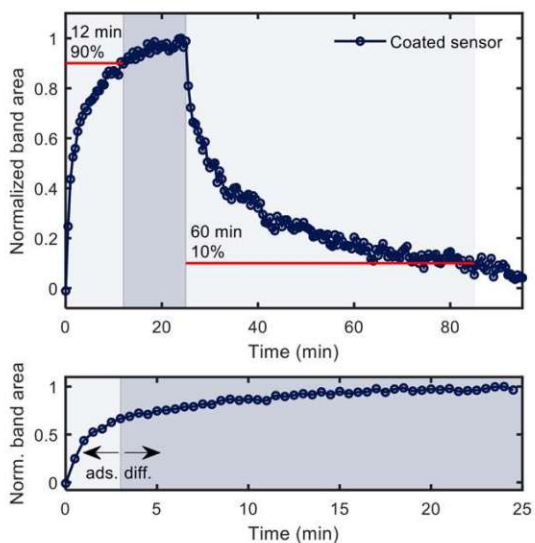 Normalized band area
1
0.8
0.6
0.4
0.2
0
12 min
90%
Coated sensor
60 min
10%
0 20 40 60 80
Time (min)
Norm. band area
1
0.5
0
ads. diff.
0 5 10 15 20 25
Time (min)